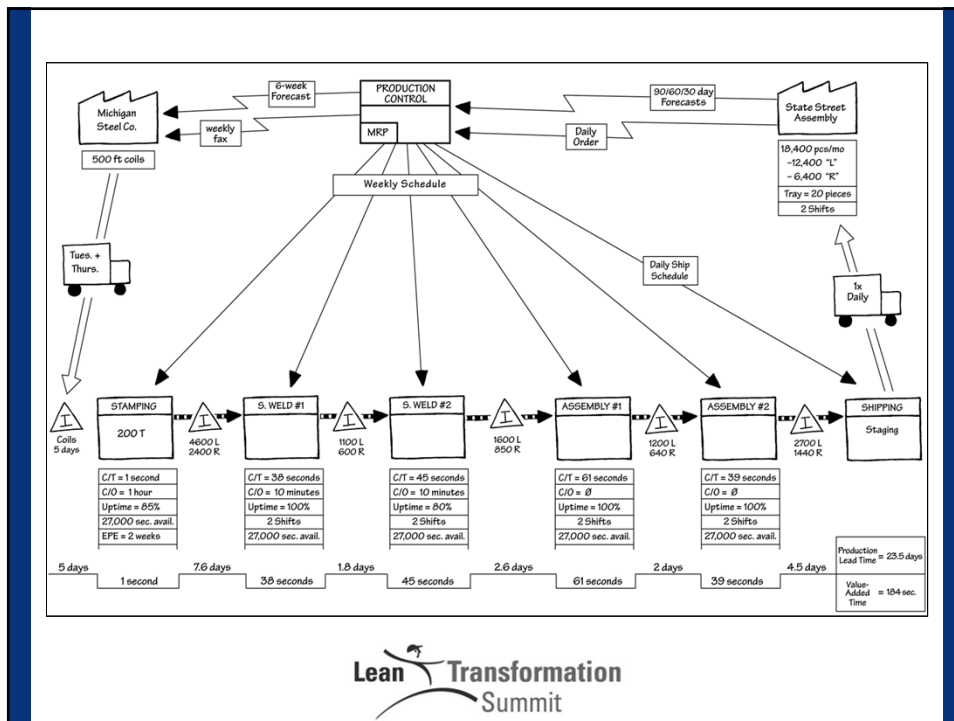 Michigan
Steel Co.
500 ft coils
6-week
Forecast
weekly
fax
PRODUCTION
CONTROL
MRP
90/60/30 day
Forecasts
Daily
Order
State Street
Assembly
18,400 pcs/mo
-12,400 "L"
- 6,400 "R"
Tray = 20 pieces
2 Shifts
Weekly Schedule
Tues. +
Thurs.
Daily Ship
Schedule
1x
Daily
I
Coils
5 days
STAMPING
200 T
C/T = 1 second
C/O = 1 hour
Uptime = 85%
27,000 sec. avail.
EPE = 2 weeks
I
4600 L
2400 R
S. WELD #1
C/T = 38 seconds
C/O = 10 minutes
Uptime = 100%
2 Shifts
27,000 sec. avail.
I
1100 L
600 R
S. WELD #2
C/T = 45 seconds
C/O = 10 minutes
Uptime = 80%
2 Shifts
27,000 sec. avail.
I
1600 L
850 R
ASSEMBLY #1
C/T = 61 seconds
C/O = Ø
Uptime = 100%
2 Shifts
27,000 sec. avail.
I
1200 L
640 R
ASSEMBLY #2
C/T = 39 seconds
C/O = Ø
Uptime = 100%
2 Shifts
27,000 sec. avail.
I
2700 L
1440 R
SHIPPING
Staging
5 days
1 second
7.6 days
38 seconds
1.8 days
45 seconds
2.6 days
61 seconds
2 days
39 seconds
4.5 days
Production
Lead Time = 23.5 days
Value-
Added = 184 sec.
Time
Lean Transformation
Summit